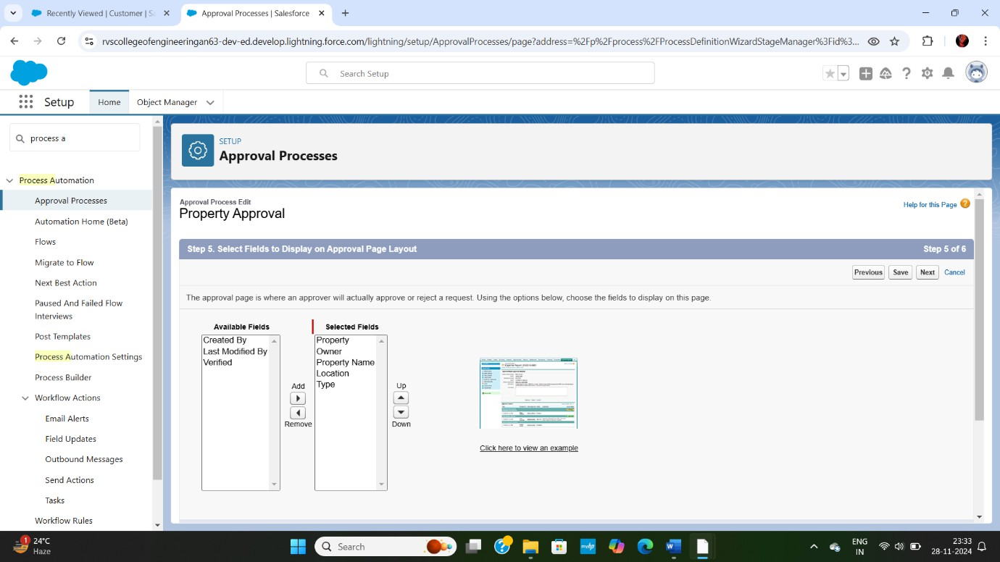 Recently Viewed | Customer | S
Approval Processes | Salesforce
rvscollegeofengineeringan63-dev-ed.develop.lightning.force.com/lightning/setup/ApprovalProcesses/page?address=%2Fp%2Fprocess%2FProcessDefinitionWizardStageManager%3Fid%3...
Search Setup
Setup
Home
Object Manager
process a
Process Automation
Approval Processes
Automation Home (Beta)
Flows
Migrate to Flow
Next Best Action
Paused And Failed Flow
Interviews
Post Templates
Process Automation Settings
Process Builder
Workflow Actions
Email Alerts
Field Updates
Outbound Messages
Send Actions
Tasks
Workflow Rules
SETUP
Approval Processes
Approval Process Edit
Property Approval
Help for this Page
Step 5. Select Fields to Display on Approval Page Layout
Step 5 of 6
Previous Save Next Cancel
The approval page is where an approver will actually approve or reject a request. Using the options below, choose the fields to display on this page.
Available Fields
Created By
Last Modified By
Verified
Add
Remove
Selected Fields
Property
Owner
Property Name
Location
Type
Up
Down
Click here to view an example
1
24°C
Haze
Search
myhp
ENG
IN
23:33
28-11-2024